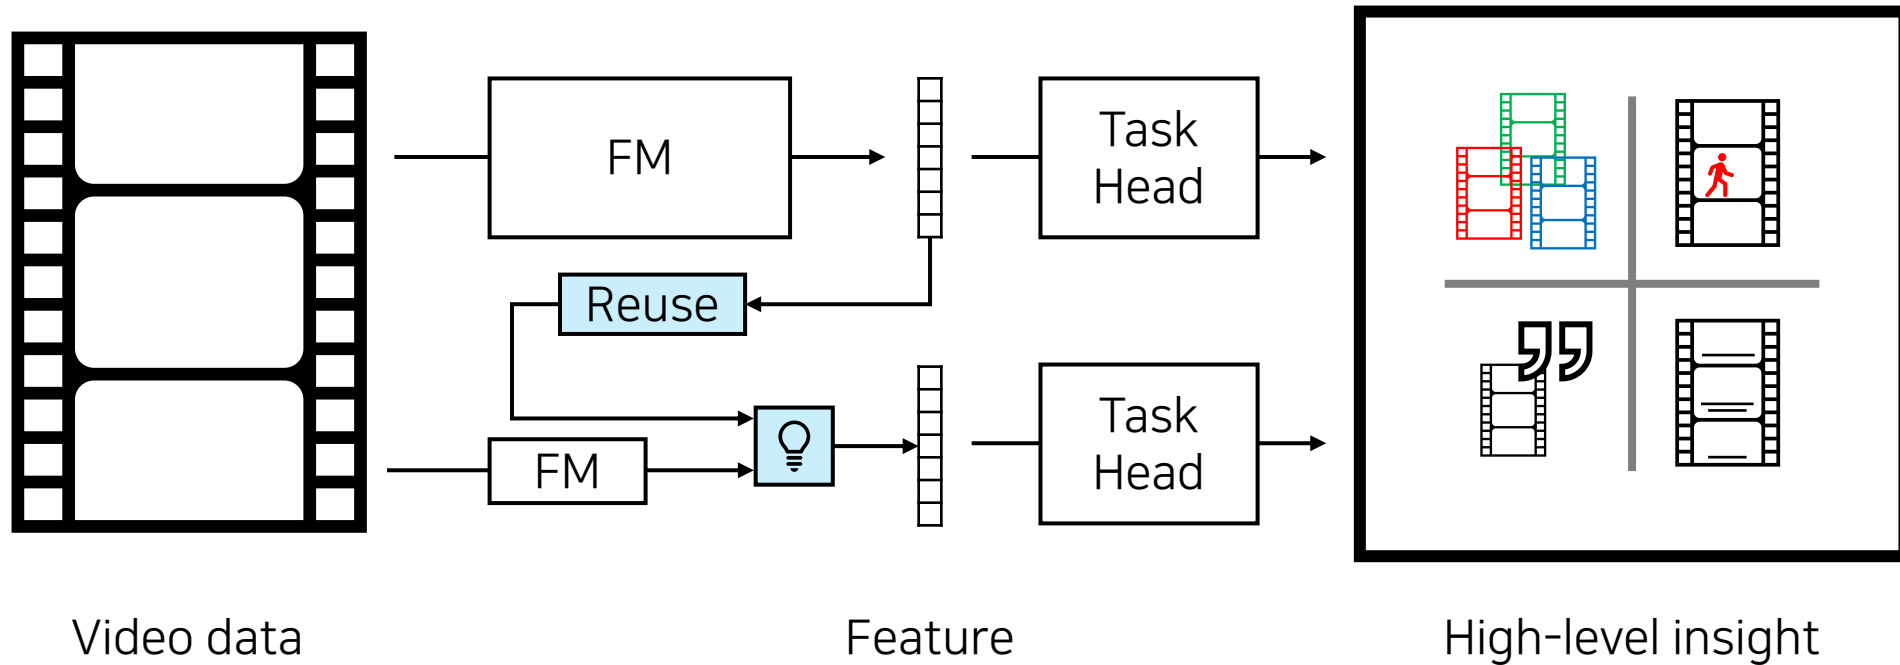 FM
Task
Head
Reuse
FM
Task
Head
Video data
Feature
High-level insight